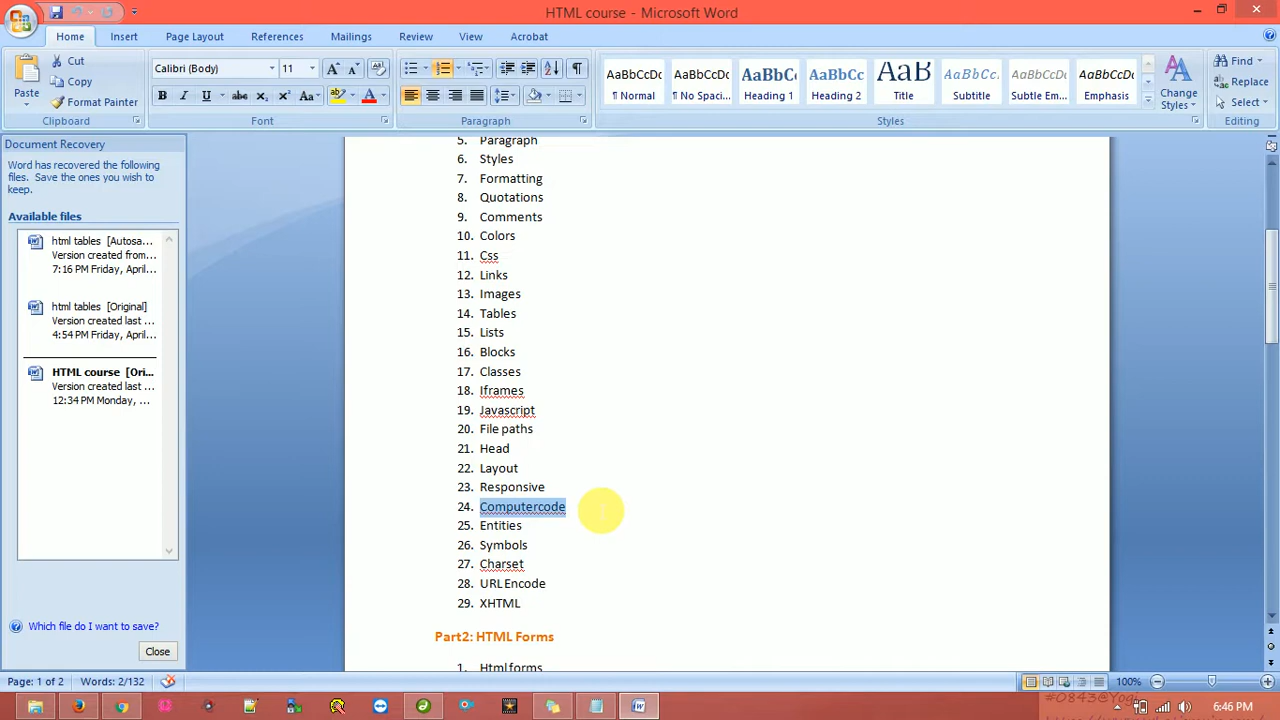 HTML course - Microsoft Word
Home Insert Page Layout References Mailings Review View Acrobat
Paste
Cut
Copy
Format Painter
Clipboard
Calibri (Body) 11
Font
Paragraph
AaBbCcDc ¶ Normal
AaBbCcDc ¶ No Spaci...
AaBbCc Heading 1
AaBbCc Heading 2
AaB Title
AaBbCc Subtitle
AaBbCcDc Subtle Em...
AaBbCcDc Emphasis
Change Styles
Styles
Find
Replace
Select
Editing
Document Recovery
Word has recovered the following
files. Save the ones you wish to
keep.
Available files
html tables [Autosa...
Version created from...
7:16 PM Friday, April...
html tables [Original]
Version created last ...
4:54 PM Friday, April...
HTML course [Ori...
Version created last ...
12:34 PM Monday, ...
Which file do I want to save?
Close
5. Paragraph
6. Styles
7. Formatting
8. Quotations
9. Comments
10. Colors
11. Css
12. Links
13. Images
14. Tables
15. Lists
16. Blocks
17. Classes
18. Iframes
19. Javascript
20. File paths
21. Head
22. Layout
23. Responsive
24. Computercode
25. Entities
26. Symbols
27. Charset
28. URL Encode
29. XHTML
Part2: HTML Forms
1. Html forms
Page: 1 of 2 Words: 2/132
100%
#0843@Yogi
6:46 PM